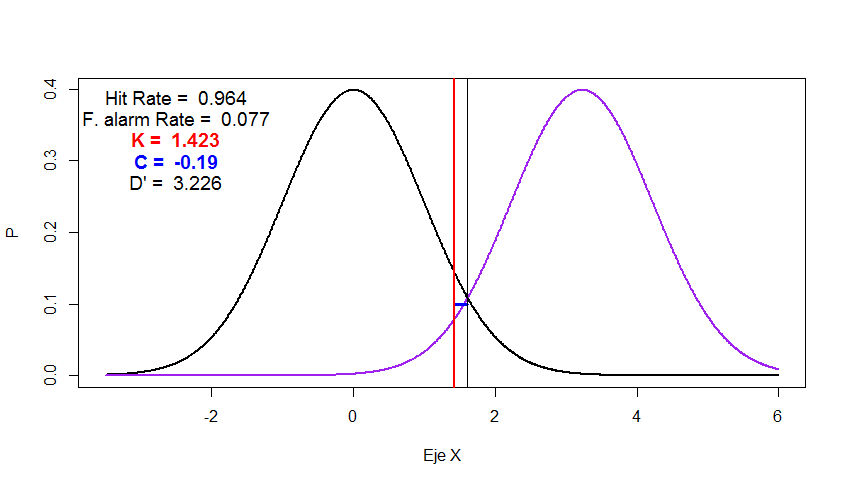 Hit Rate = 0.964
F. alarm Rate = 0.077
K = 1.423
C = -0.19
D' = 3.226
0.4
0.3
0.2
0.1
0.0
P
-2 0 2 4 6
Eje X